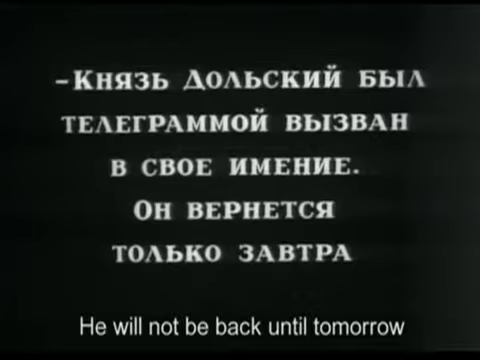 –Князь Дольский был
телеграммой вызван
в свое имение.
Он вернется
только завтра
He will not be back until tomorrow